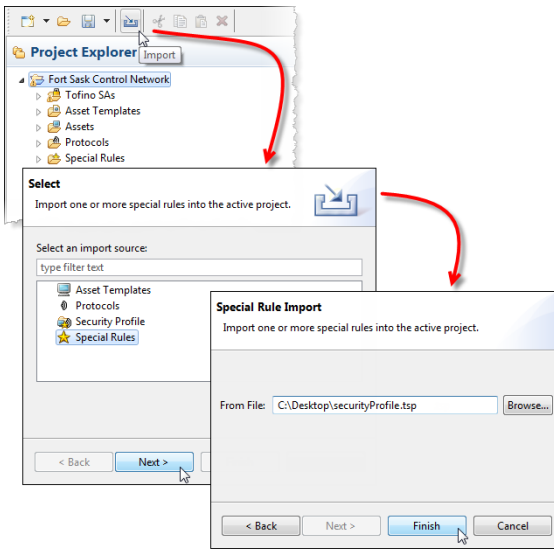 Project Explorer
Import
Fort Sask Control Network
Tofino SAs
Asset Templates
Assets
Protocols
Special Rules
Select
Import one or more special rules into the active project.
Select an import source:
type filter text
Asset Templates
Protocols
Security Profile
Special Rules
< Back
Next >
Special Rule Import
Import one or more special rules into the active project.
From File:
C:\Desktop\securityProfile.tsp
Browse...
< Back
Next >
Finish
Cancel